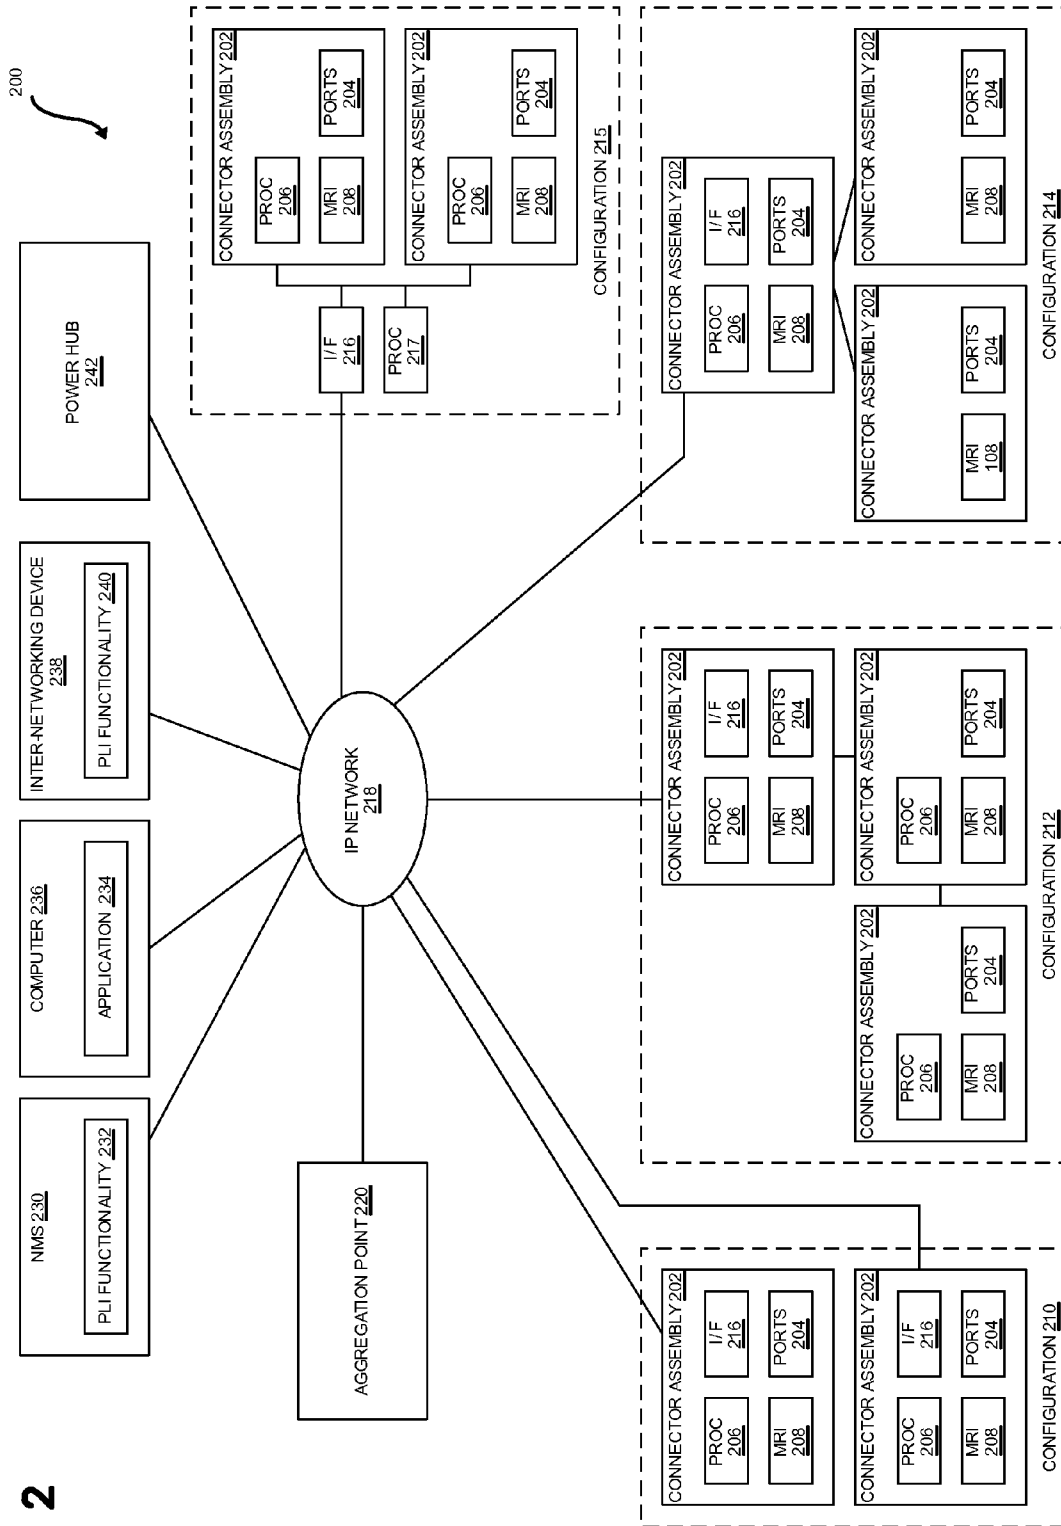 2
200
NMS 230
PLI FUNCTIONALITY 232
COMPUTER 236
APPLICATION 234
INTER-NETWORKING DEVICE
238
PLI FUNCTIONALITY 240
POWER HUB
242
AGGREGATION POINT 220
IP NETWORK
218
I/F
216
PROC
217
CONNECTOR ASSEMBLY 202
PROC
206
MRI
208
PORTS
204
CONNECTOR ASSEMBLY 202
PROC
206
MRI
208
PORTS
204
CONFIGURATION 215
CONNECTOR ASSEMBLY 202
PROC
206
I/F
216
MRI
208
PORTS
204
CONNECTOR ASSEMBLY 202
PROC
206
I/F
216
MRI
208
PORTS
204
CONFIGURATION 210
CONNECTOR ASSEMBLY 202
PROC
206
I/F
216
MRI
208
PORTS
204
CONNECTOR ASSEMBLY 202
PROC
206
MRI
208
PORTS
204
CONNECTOR ASSEMBLY 202
PROC
206
MRI
208
PORTS
204
CONFIGURATION 212
CONNECTOR ASSEMBLY 202
PROC
206
I/F
216
MRI
208
PORTS
204
CONNECTOR ASSEMBLY 202
MRI
108
PORTS
204
CONNECTOR ASSEMBLY 202
MRI
208
PORTS
204
CONFIGURATION 214